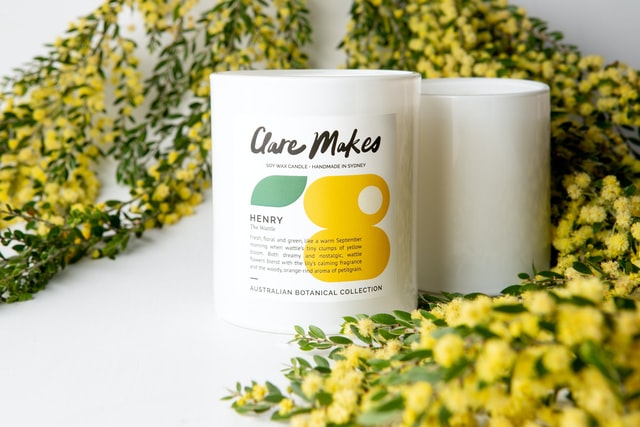 Clare Makes
SOY WAX CANDLE • HANDMADE IN SYDNEY
HENRY
The Wattle
Fresh, floral and green, like a warm September
morning when wattle's tiny clumps of yellow
bloom. Both dreamy and nostalgic, wattle
flowers blend with the lily's calming fragrance
and the woody, orange-rind aroma of petitgrain.
AUSTRALIAN BOTANICAL COLLECTION